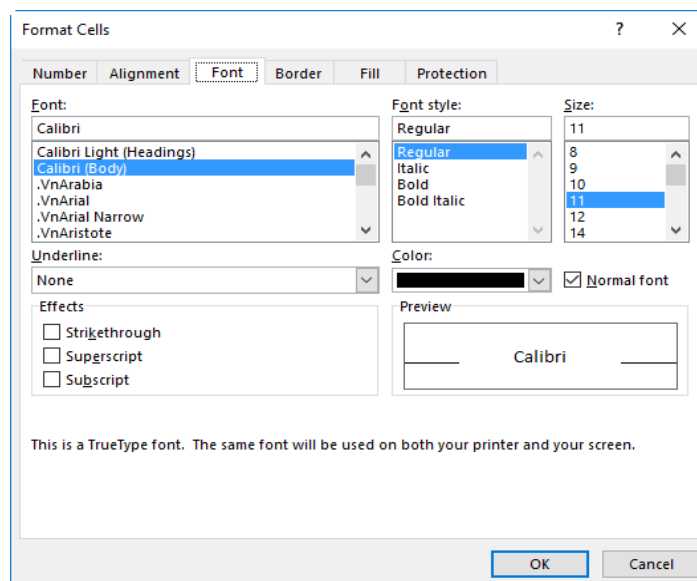 Format Cells ? ×
Number Alignment Font Border Fill Protection
Font: Font style: Size:
Calibri Regular 11
Calibri Light (Headings) Regular 8
Calibri (Body) Italic 9
.VnArabia Bold 10
.VnArial Bold Italic 11
.VnArial Narrow 12
.VnAristote 14
Underline: Color:
None Normal font
Effects Preview
Strikethrough
Superscript Calibri
Subscript
This is a TrueType font.  The same font will be used on both your printer and your screen.
OK Cancel